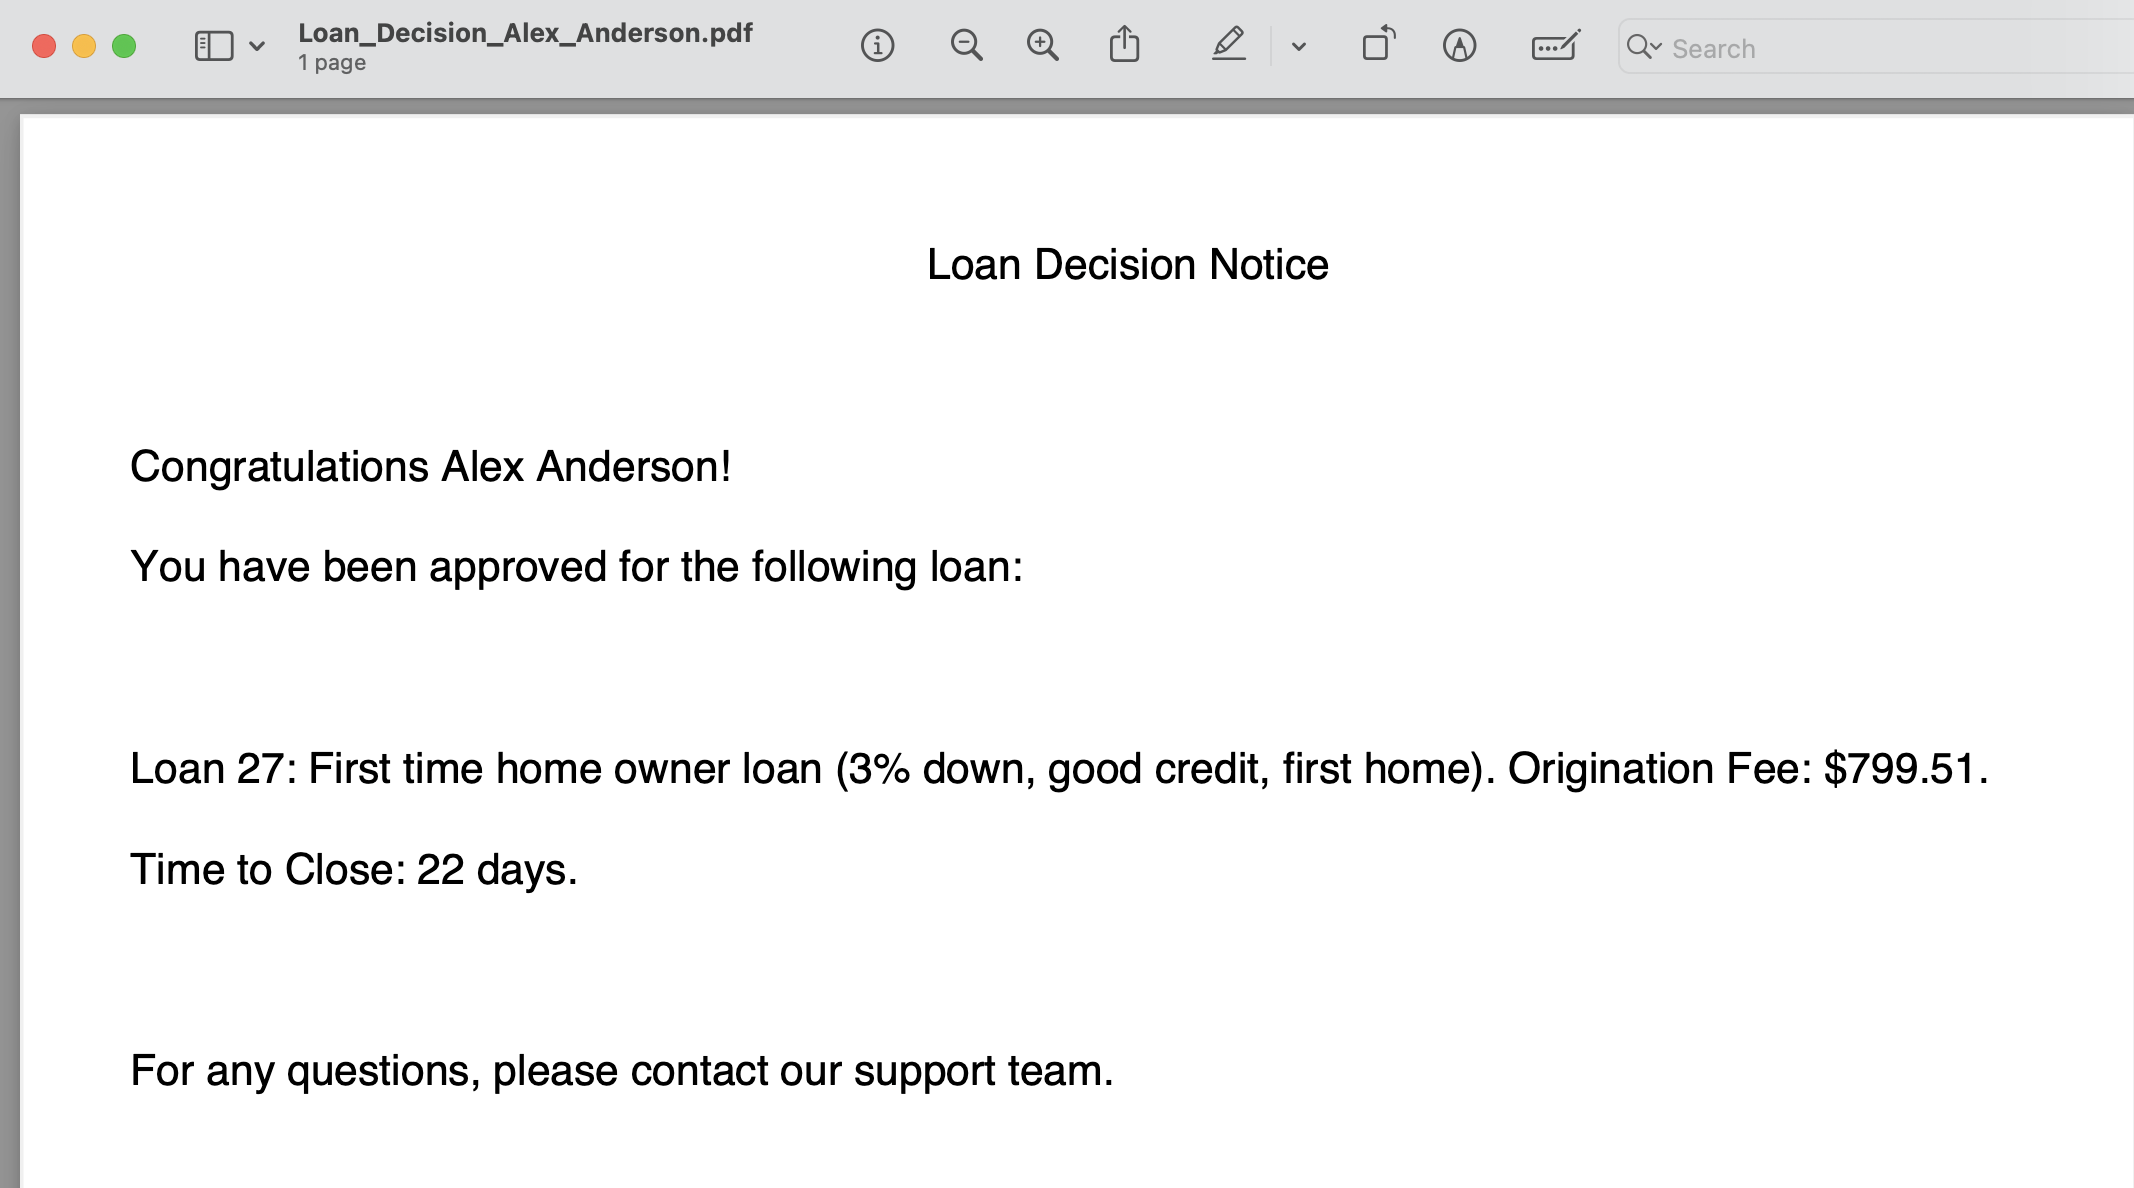 Loan_Decision_Alex_Anderson.pdf
1 page
Search
Loan Decision Notice
Congratulations Alex Anderson!
You have been approved for the following loan:
Loan 27: First time home owner loan (3% down, good credit, first home). Origination Fee: $799.51.
Time to Close: 22 days.
For any questions, please contact our support team.